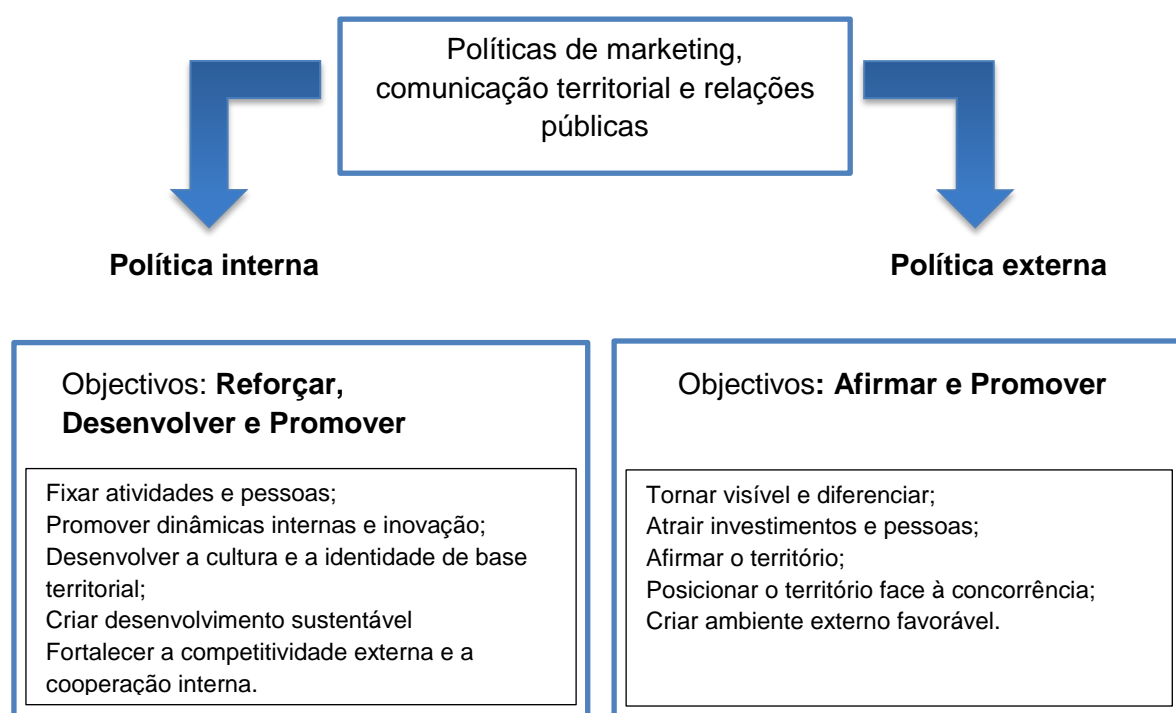 Políticas de marketing,
comunicação territorial e relações
públicas
Política interna
Política externa
Objectivos: Reforçar,
Desenvolver e Promover
Fixar atividades e pessoas;
Promover dinâmicas internas e inovação;
Desenvolver a cultura e a identidade de base
territorial;
Criar desenvolvimento sustentável
Fortalecer a competitividade externa e a
cooperação interna.
Objectivos: Afirmar e Promover
Tornar visível e diferenciar;
Atrair investimentos e pessoas;
Afirmar o território;
Posicionar o território face à concorrência;
Criar ambiente externo favorável.